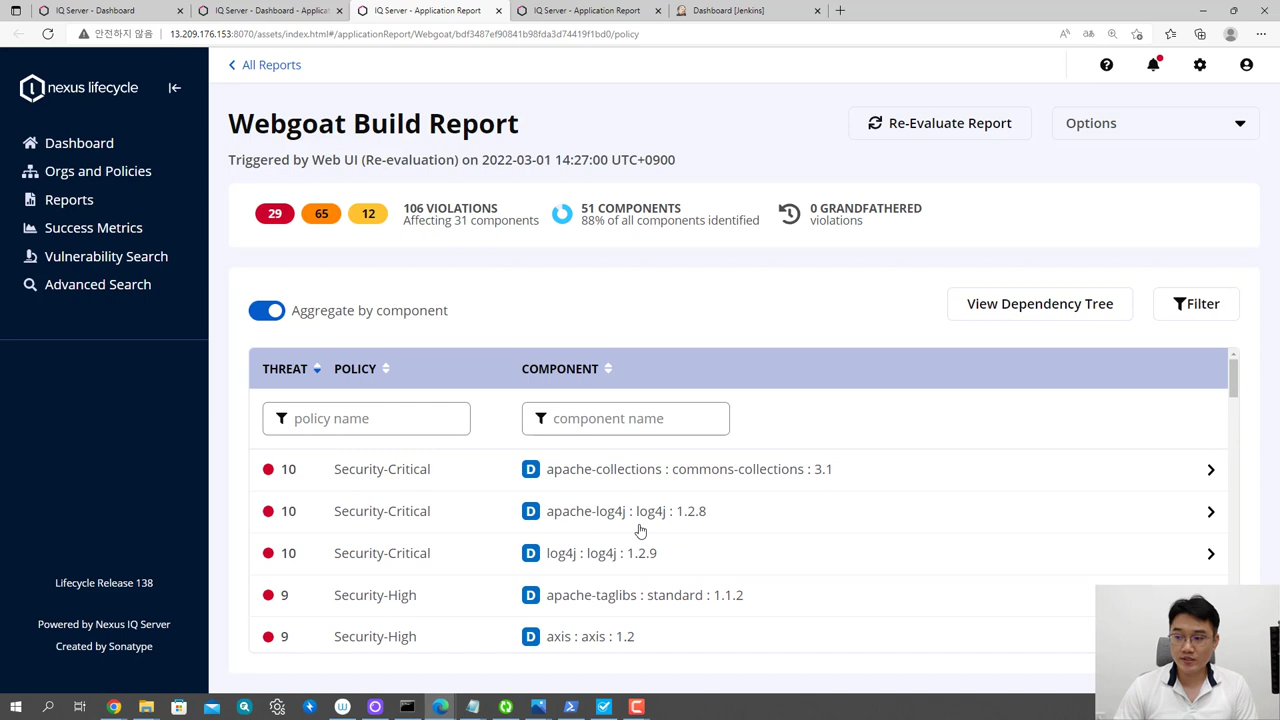 IQ Server - Dashboard
IQ Server - Dashboard - Applicat
IQ Server - Application Report
IQ Server - Application Report
Dashboard [Jenkins]
안전하지 않음
13.209.176.153:8070/assets/index.html#/applicationReport/Webgoat/bdf3487ef90841b98fda3d74419f1bd0/policy
nexus lifecycle
All Reports
Dashboard
Orgs and Policies
Reports
Success Metrics
Vulnerability Search
Advanced Search
Lifecycle Release 138
Powered by Nexus IQ Server
Created by Sonatype
Webgoat Build Report
Re-Evaluate Report
Options
Triggered by Web UI (Re-evaluation) on 2022-03-01 14:27:00 UTC+0900
29 65 12
106 VIOLATIONS
Affecting 31 components
51 COMPONENTS
88% of all components identified
0 GRANDFATHERED
violations
Aggregate by component
View Dependency Tree
Filter
THREAT POLICY COMPONENT
policy name component name
10 Security-Critical D apache-collections : commons-collections : 3.1
10 Security-Critical D apache-log4j : log4j : 1.2.8
10 Security-Critical D log4j : log4j : 1.2.9
9 Security-High D apache-taglibs : standard : 1.1.2
9 Security-High D axis : axis : 1.2